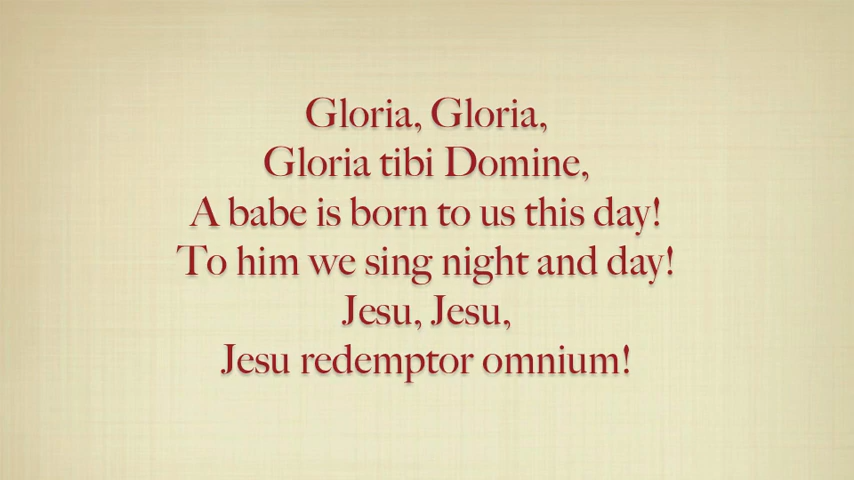 Gloria, Gloria,
Gloria tibi Domine,
A babe is born to us this day!
To him we sing night and day!
Jesu, Jesu,
Jesu redemptor omnium!